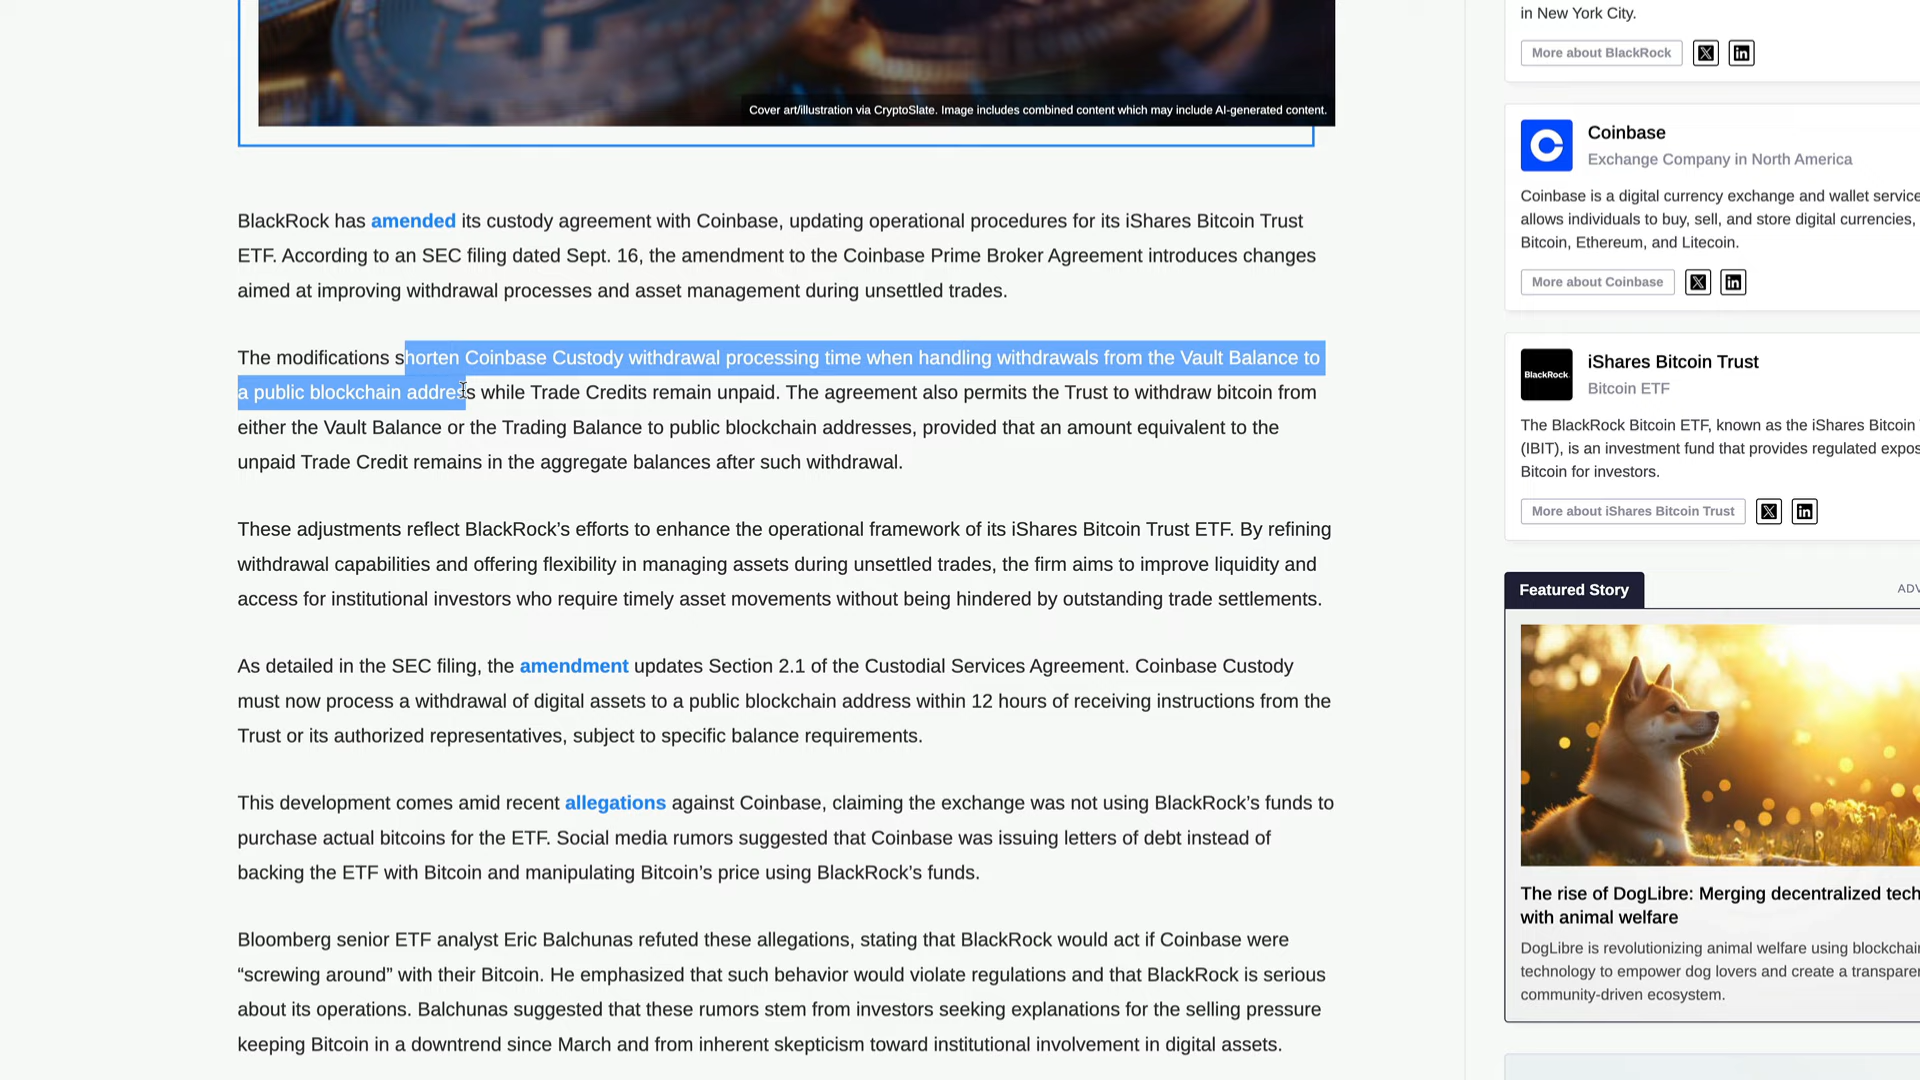 Cover art/illustration via CryptoSlate. Image includes combined content which may include AI-generated content.
BlackRock has amended its custody agreement with Coinbase, updating operational procedures for its iShares Bitcoin Trust
ETF. According to an SEC filing dated Sept. 16, the amendment to the Coinbase Prime Broker Agreement introduces changes
aimed at improving withdrawal processes and asset management during unsettled trades.
The modifications shorten Coinbase Custody withdrawal processing time when handling withdrawals from the Vault Balance to
a public blockchain address while Trade Credits remain unpaid. The agreement also permits the Trust to withdraw bitcoin from
either the Vault Balance or the Trading Balance to public blockchain addresses, provided that an amount equivalent to the
unpaid Trade Credit remains in the aggregate balances after such withdrawal.
These adjustments reflect BlackRock’s efforts to enhance the operational framework of its iShares Bitcoin Trust ETF. By refining
withdrawal capabilities and offering flexibility in managing assets during unsettled trades, the firm aims to improve liquidity and
access for institutional investors who require timely asset movements without being hindered by outstanding trade settlements.
As detailed in the SEC filing, the amendment updates Section 2.1 of the Custodial Services Agreement. Coinbase Custody
must now process a withdrawal of digital assets to a public blockchain address within 12 hours of receiving instructions from the
Trust or its authorized representatives, subject to specific balance requirements.
This development comes amid recent allegations against Coinbase, claiming the exchange was not using BlackRock’s funds to
purchase actual bitcoins for the ETF. Social media rumors suggested that Coinbase was issuing letters of debt instead of
backing the ETF with Bitcoin and manipulating Bitcoin’s price using BlackRock’s funds.
Bloomberg senior ETF analyst Eric Balchunas refuted these allegations, stating that BlackRock would act if Coinbase were
“screwing around” with their Bitcoin. He emphasized that such behavior would violate regulations and that BlackRock is serious
about its operations. Balchunas suggested that these rumors stem from investors seeking explanations for the selling pressure
keeping Bitcoin in a downtrend since March and from inherent skepticism toward institutional involvement in digital assets.
in New York City.
More about BlackRock
Coinbase
Exchange Company in North America
Coinbase is a digital currency exchange and wallet service
allows individuals to buy, sell, and store digital currencies,
Bitcoin, Ethereum, and Litecoin.
More about Coinbase
BlackRock.
iShares Bitcoin Trust
Bitcoin ETF
The BlackRock Bitcoin ETF, known as the iShares Bitcoin
(IBIT), is an investment fund that provides regulated expos
Bitcoin for investors.
More about iShares Bitcoin Trust
Featured Story
ADV
The rise of DogLibre: Merging decentralized tech
with animal welfare
DogLibre is revolutionizing animal welfare using blockchai
technology to empower dog lovers and create a transpare
community-driven ecosystem.